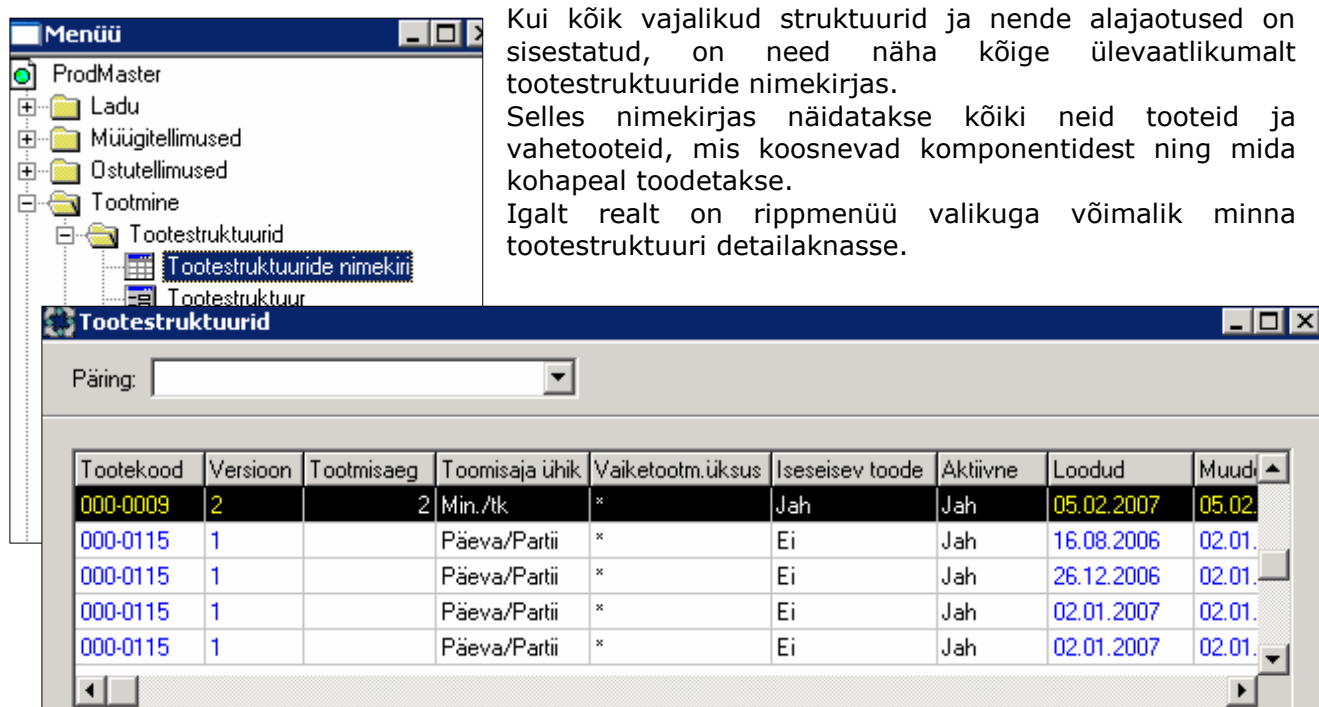 Menüü
ProdMaster
Ladu
Müügitellimused
Ostutellimused
Tootmine
Tootestruktuurid
Tootestruktuuride nimekiri
Tootestruktuur
Kui kõik vajalikud struktuurid ja nende alajaotused on
sisestatud, on need näha kõige ülevaatlikumalt
tootestruktuuride nimekirjas.
Selles nimekirjas näidatakse kõiki neid tooteid ja
vahetooteid, mis koosnevad komponentidest ning mida
kohapeal toodetakse.
Igalt realt on rippmenüü valikuga võimalik minna
tootestruktuuri detailaknasse.
Tootestruktuurid
Päring:
Tootekood Versioon Tootmisaeg Toomisaja ühik Vaiketootm.üksus Iseseisev toode Aktiivne Loodud Muud
000-0009 2 2 Min./tk * Jah Jah 05.02.2007 05.02.
000-0115 1 Päeva/Partii * Ei Jah 16.08.2006 02.01.
000-0115 1 Päeva/Partii * Ei Jah 26.12.2006 02.01.
000-0115 1 Päeva/Partii * Ei Jah 02.01.2007 02.01.
000-0115 1 Päeva/Partii * Ei Jah 02.01.2007 02.01.